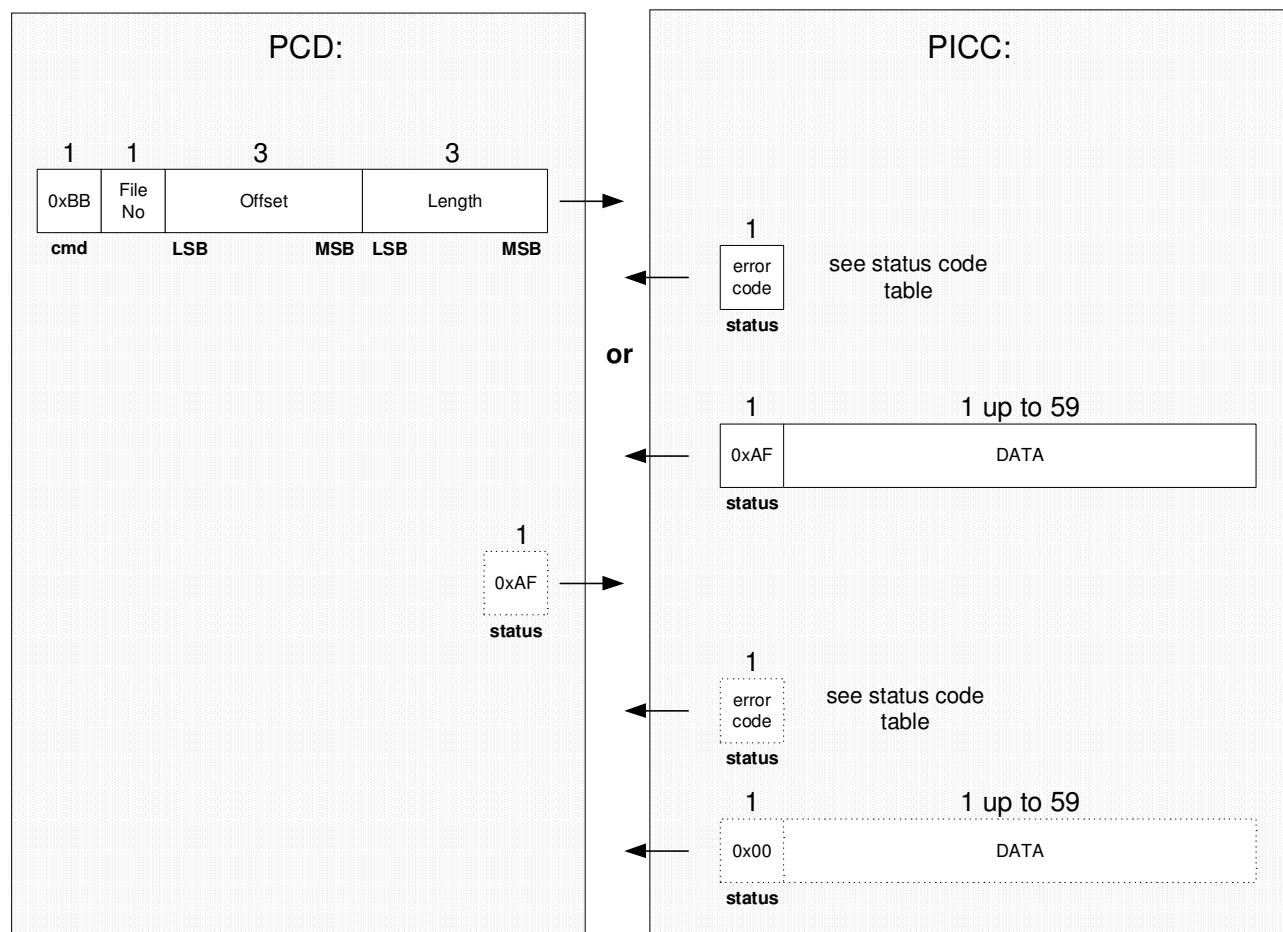 PCD:
PICC:
1 1 3 3
0xBB File No Offset Length
cmd LSB MSB LSB MSB
1
error
code
see status code
table
status
or
1 1 up to 59
0xAF DATA
status
1
0xAF
status
1
error
code
see status code
table
status
1 1 up to 59
0x00 DATA
status